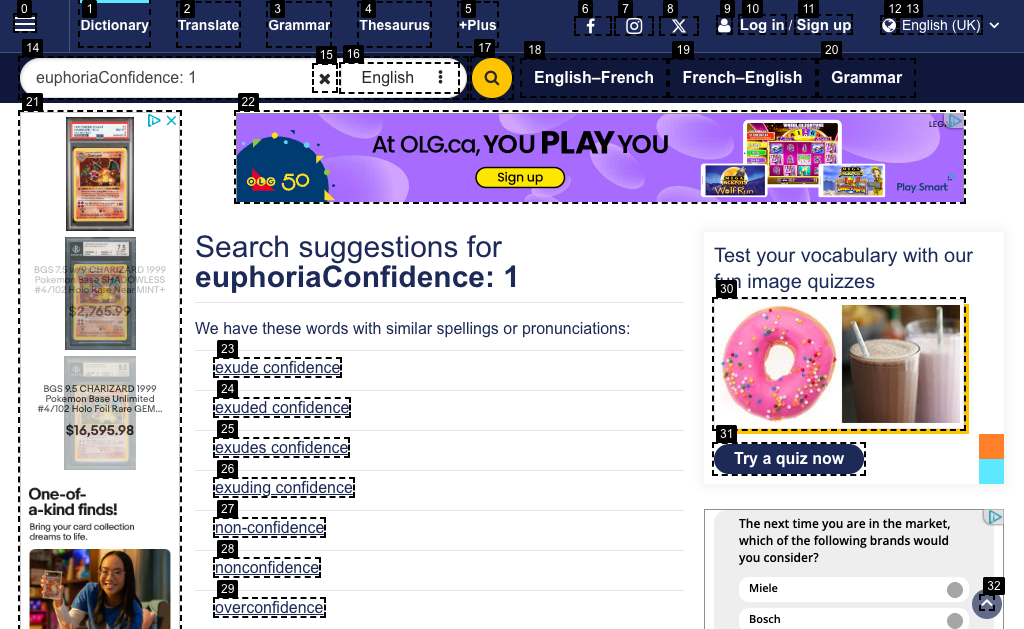 0
1
2
3
4
5
6
7
8
9
10
11
12
13
Dictionary
Translate
Grammar
Thesaurus
+Plus
Log in / Sign up
English (UK)
14
15
16
17
18
19
20
euphoriaConfidence: 1
English
English–French
French–English
Grammar
21
22
At OLG.ca, YOU PLAY YOU
Sign up
OLG 50
WolfRun
Play Smart
Search suggestions for
euphoriaConfidence: 1
We have these words with similar spellings or pronunciations:
23
exude confidence
24
exuded confidence
25
exudes confidence
26
exuding confidence
27
non-confidence
28
nonconfidence
29
overconfidence
BGS 7.5 w/9 CHARIZARD 1999
Pokemon Base SHADOWLESS
#4/102 Holo Rare Near MINT+
$2,765.99
BGS 9.5 CHARIZARD 1999
Pokemon Base Unlimited
#4/102 Holo Foil Rare GEM...
$16,595.98
One-of-
a-kind finds!
Bring your card collection
dreams to life.
Test your vocabulary with our
fun image quizzes
30
31
Try a quiz now
The next time you are in the market,
which of the following brands would
you consider?
Miele
Bosch
32